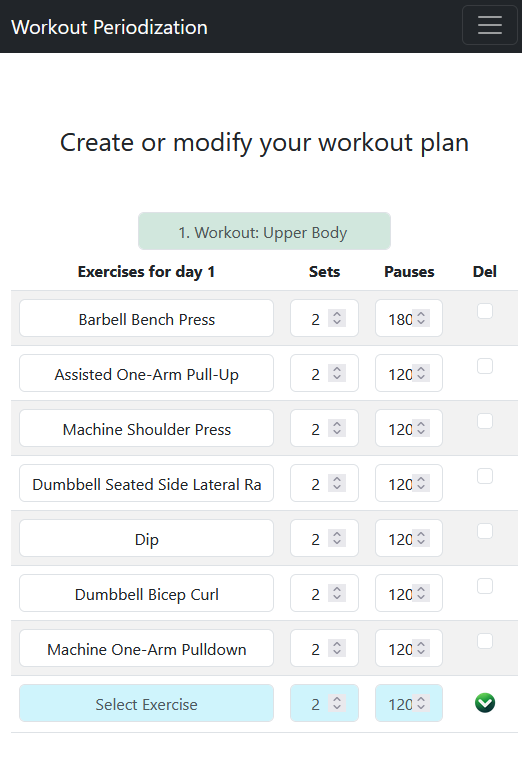 Workout Periodization
Create or modify your workout plan
1. Workout: Upper Body
Exercises for day 1 Sets Pauses Del
Barbell Bench Press 2 180
Assisted One-Arm Pull-Up 2 120
Machine Shoulder Press 2 120
Dumbbell Seated Side Lateral Ra 2 120
Dip 2 120
Dumbbell Bicep Curl 2 120
Machine One-Arm Pulldown 2 120
Select Exercise 2 120